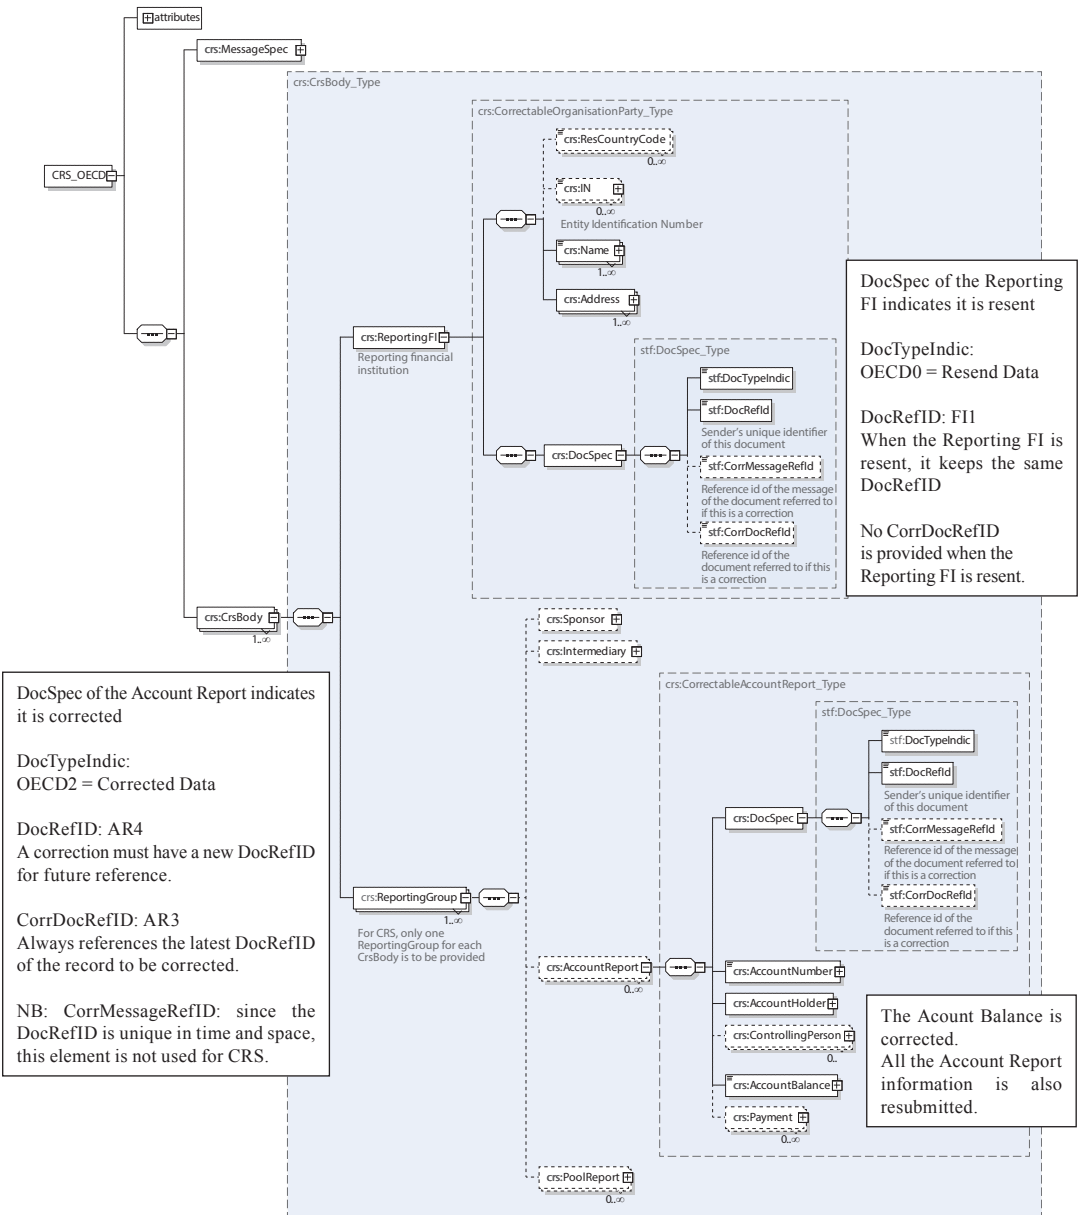 attributes
crs:MessageSpec
crs:CrsBody_Type
crs:CorrectableOrganisationParty_Type
crs:ResCountryCode
0..∞
CRS_OECD
crs:IN
0..∞
Entity Identification Number
crs:Name
1..∞
crs:Address
1..∞
crs:ReportingFI
Reporting financial
institution
stf:DocSpec_Type
stf:DocTypeIndic
stf:DocRefId
Sender's unique identifier
of this document
crs:DocSpec
stf:CorrMessageRefId
Reference id of the message
of the document referred to
if this is a correction
stf:CorrDocRefId
Reference id of the
document referred to if this
is a correction
DocSpec of the Reporting
FI indicates it is resent
DocTypeIndic:
OECD0 = Resend Data
DocRefID: FI1
When the Reporting FI is
resent, it keeps the same
DocRefID
No CorrDocRefID
is provided when the
Reporting FI is resent.
crs:CrsBody
1..∞
crs:Sponsor
crs:Intermediary
DocSpec of the Account Report indicates
it is corrected
DocTypeIndic:
OECD2 = Corrected Data
DocRefID: AR4
A correction must have a new DocRefID
for future reference.
CorrDocRefID: AR3
Always references the latest DocRefID
of the record to be corrected.
NB: CorrMessageRefID: since the
DocRefID is unique in time and space,
this element is not used for CRS.
crs:CorrectableAccountReport_Type
stf:DocSpec_Type
stf:DocTypeIndic
stf:DocRefId
Sender's unique identifier
of this document
crs:DocSpec
stf:CorrMessageRefId
Reference id of the message
of the document referred to
if this is a correction
stf:CorrDocRefId
Reference id of the
document referred to if this
is a correction
crs:ReportingGroup
1..∞
For CRS, only one
ReportingGroup for each
CrsBody is to be provided
crs:AccountReport
0..∞
crs:AccountNumber
crs:AccountHolder
crs:ControllingPerson
0..
crs:AccountBalance
crs:Payment
0..∞
The Acount Balance is
corrected.
All the Account Report
information is also
resubmitted.
crs:PoolReport
0..∞